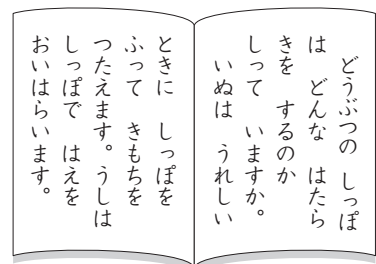 どうぶつの　しっぽ
は　どんな　はたら
きを　するのか
しって　いますか。
いぬは　うれしい
ときに　しっぽを
ふって　きもちを
つたえます。うしは
しっぽで　はえを
おいはらいます。